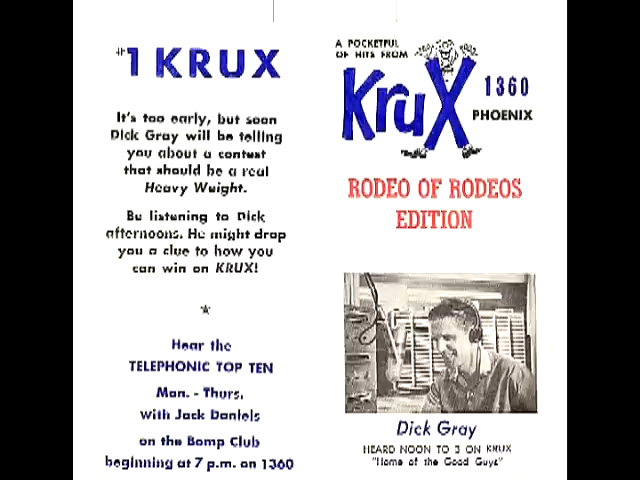 #1 KRUX
It's too early, but soon
Dick Gray will be telling
you about a contest
that should be a real
Heavy Weight.
Be listening to Dick
afternoons. He might drop
you a clue to how you
can win on KRUX!
Hear the
TELEPHONIC TOP TEN
Mon. - Thurs.
with Jack Daniels
on the Bomp Club
beginning at 7 p.m. on 1360
A POCKETFUL
OF HITS FROM
KruX
1360
PHOENIX
RODEO OF RODEOS
EDITION
Dick Gray
HEARD NOON TO 3 ON KRUX
"Home of the Good Guys"